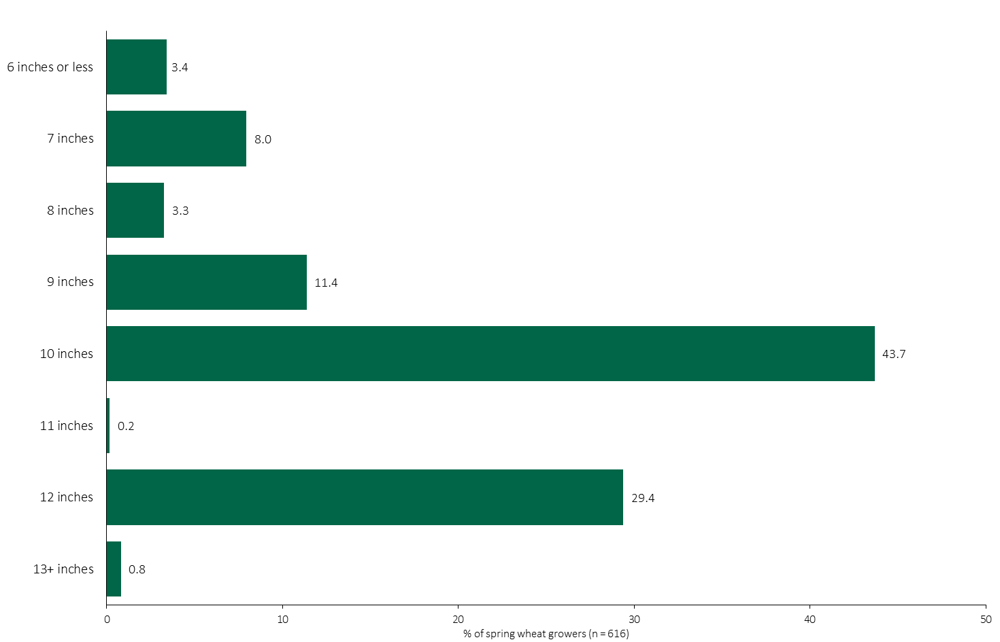 6 inches or less 3.4
7 inches 8.0
8 inches 3.3
9 inches 11.4
10 inches 43.7
11 inches 0.2
12 inches 29.4
13+ inches 0.8
0 10 20 30 40 50
% of spring wheat growers (n = 616)